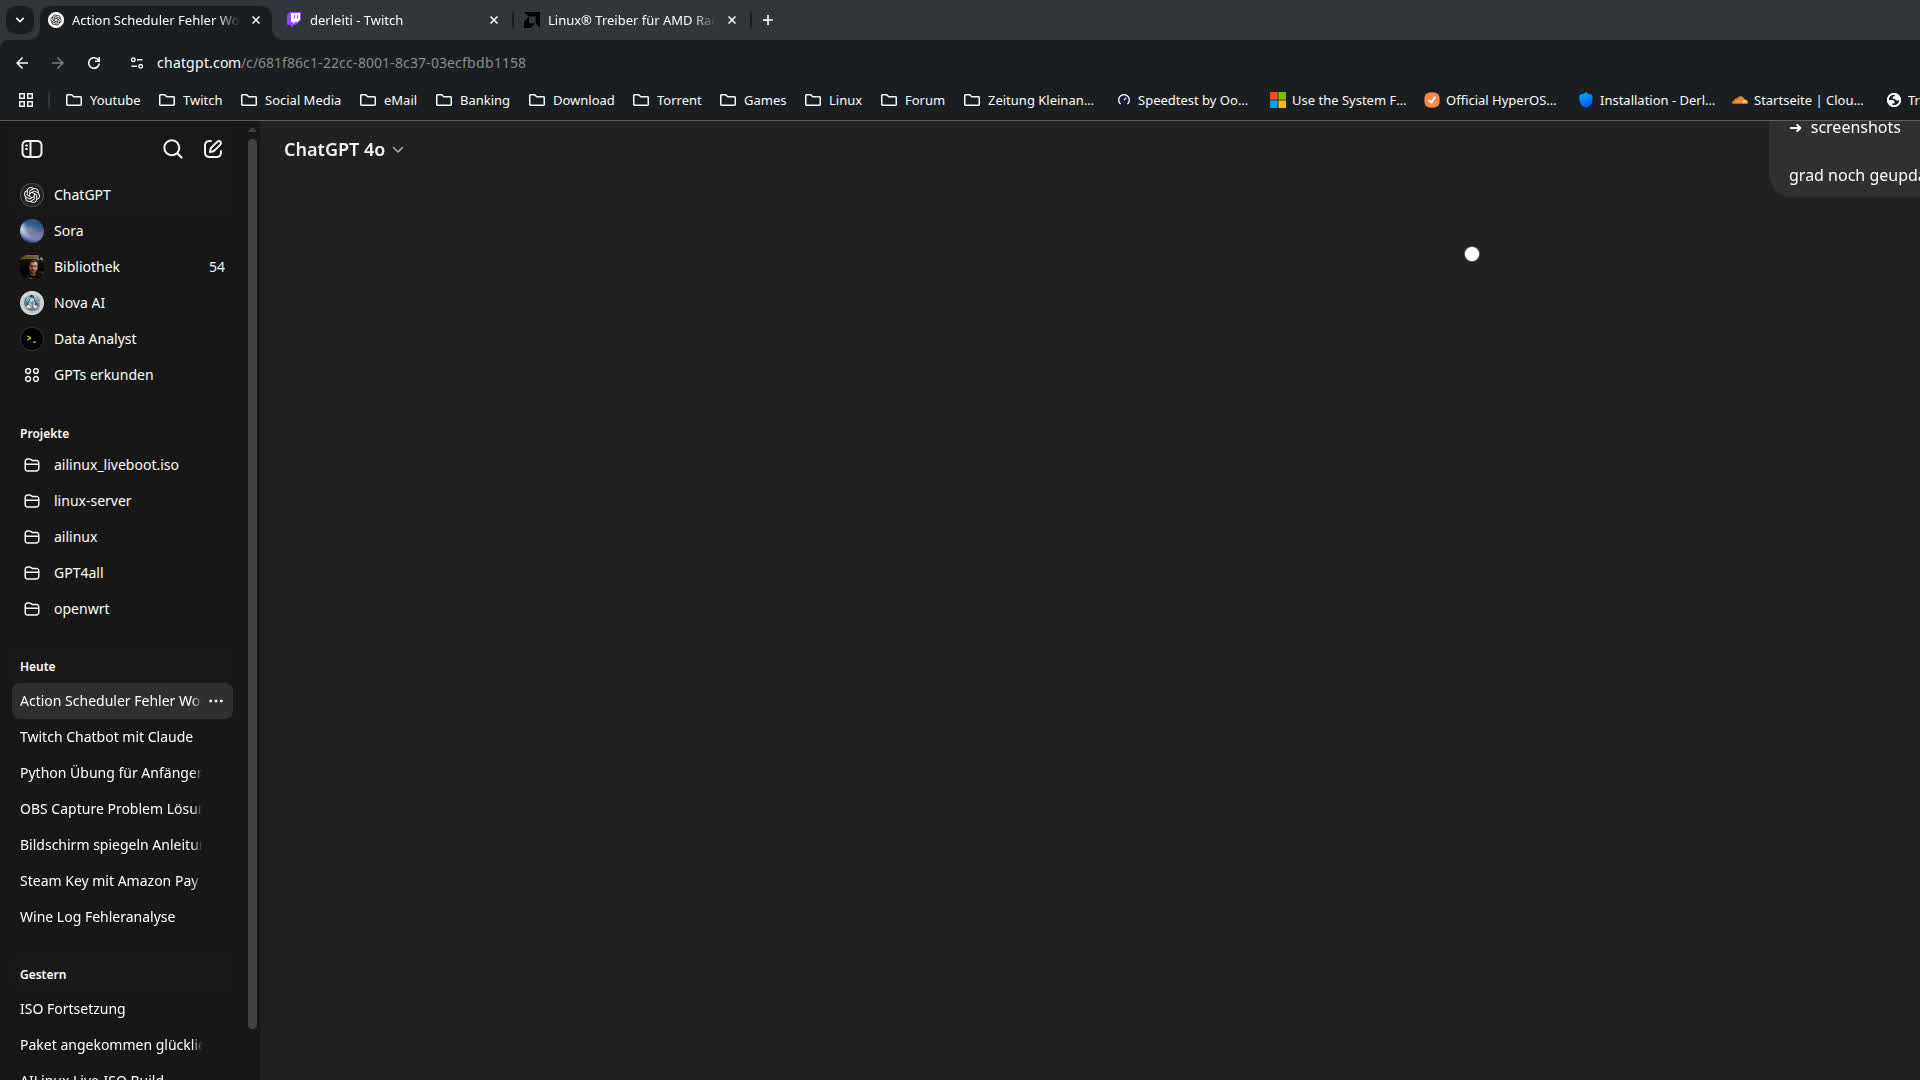 Action Scheduler Fehler Wo
derleiti - Twitch
Linux® Treiber für AMD Ra
chatgpt.com/c/681f86c1-22cc-8001-8c37-03ecfbdb1158
Youtube
Twitch
Social Media
eMail
Banking
Download
Torrent
Games
Linux
Forum
Zeitung Kleinan...
Speedtest by Oo...
Use the System F...
Official HyperOS...
Installation - Derl...
Startseite | Clou...
Tr
ChatGPT 4o
→ screenshots
grad noch geupda
ChatGPT
Sora
Bibliothek 54
Nova AI
Data Analyst
GPTs erkunden
Projekte
ailinux_liveboot.iso
linux-server
ailinux
GPT4all
openwrt
Heute
Action Scheduler Fehler Wo
Twitch Chatbot mit Claude
Python Übung für Anfänger
OBS Capture Problem Lösu
Bildschirm spiegeln Anleitu
Steam Key mit Amazon Pay
Wine Log Fehleranalyse
Gestern
ISO Fortsetzung
Paket angekommen glückli
AILinux Live ISO Build